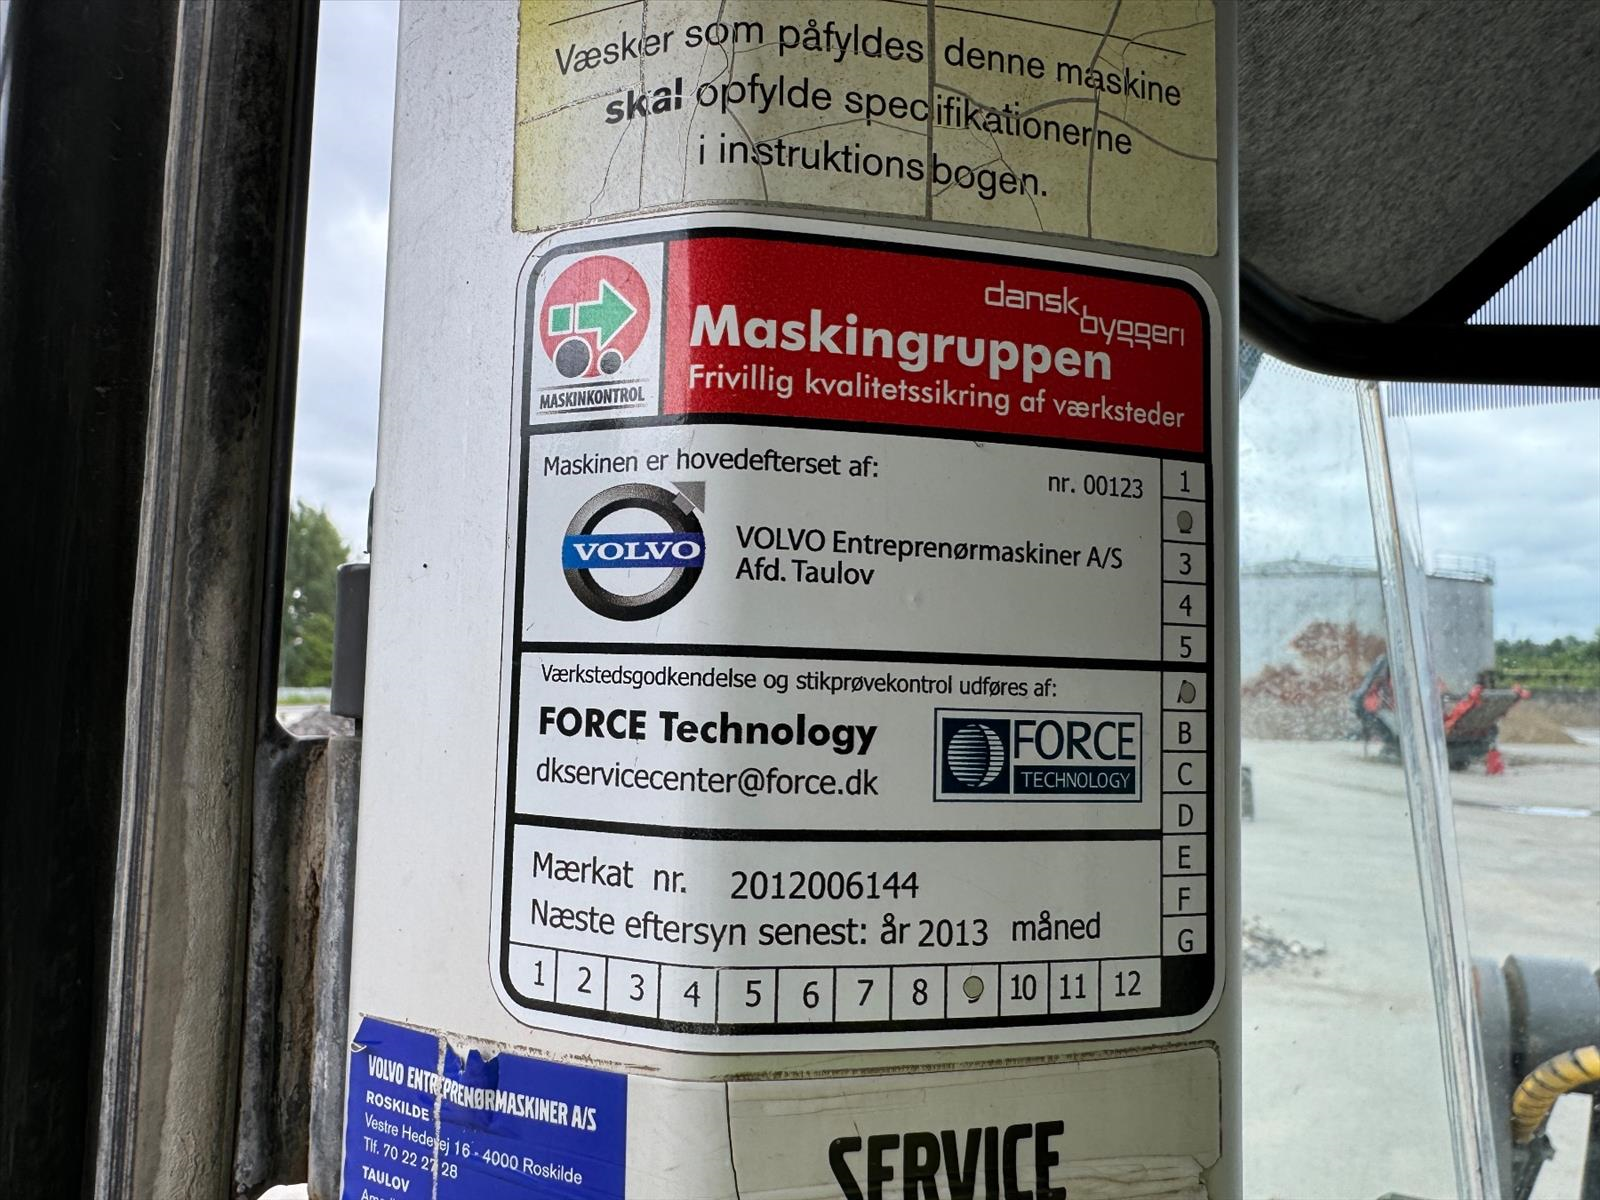 Væsker som påfyldes denne maskine
skal opfylde specifikationerne
i instruktionsbogen.
dansk
byggeri
Maskingruppen
Frivillig kvalitetssikring af værksteder
MASKINKONTROL
Maskinen er hovedefterset af:
nr. 00123
VOLVO
VOLVO Entreprenørmaskiner A/S
Afd. Taulov
1
3
4
5
Værkstedsgodkendelse og stikprøvekontrol udføres af:
FORCE Technology
dkservicecenter@force.dk
FORCE
TECHNOLOGY
B
C
D
E
F
G
Mærkat nr. 2012006144
Næste eftersyn senest: år 2013 måned
1 2 3 4 5 6 7 8 9 10 11 12
VOLVO ENTREPRENØRMASKINER A/S
ROSKILDE
Vestre Hedevej 16 - 4000 Roskilde
Tlf. 70 22 27 28
TAULOV
SERVICE